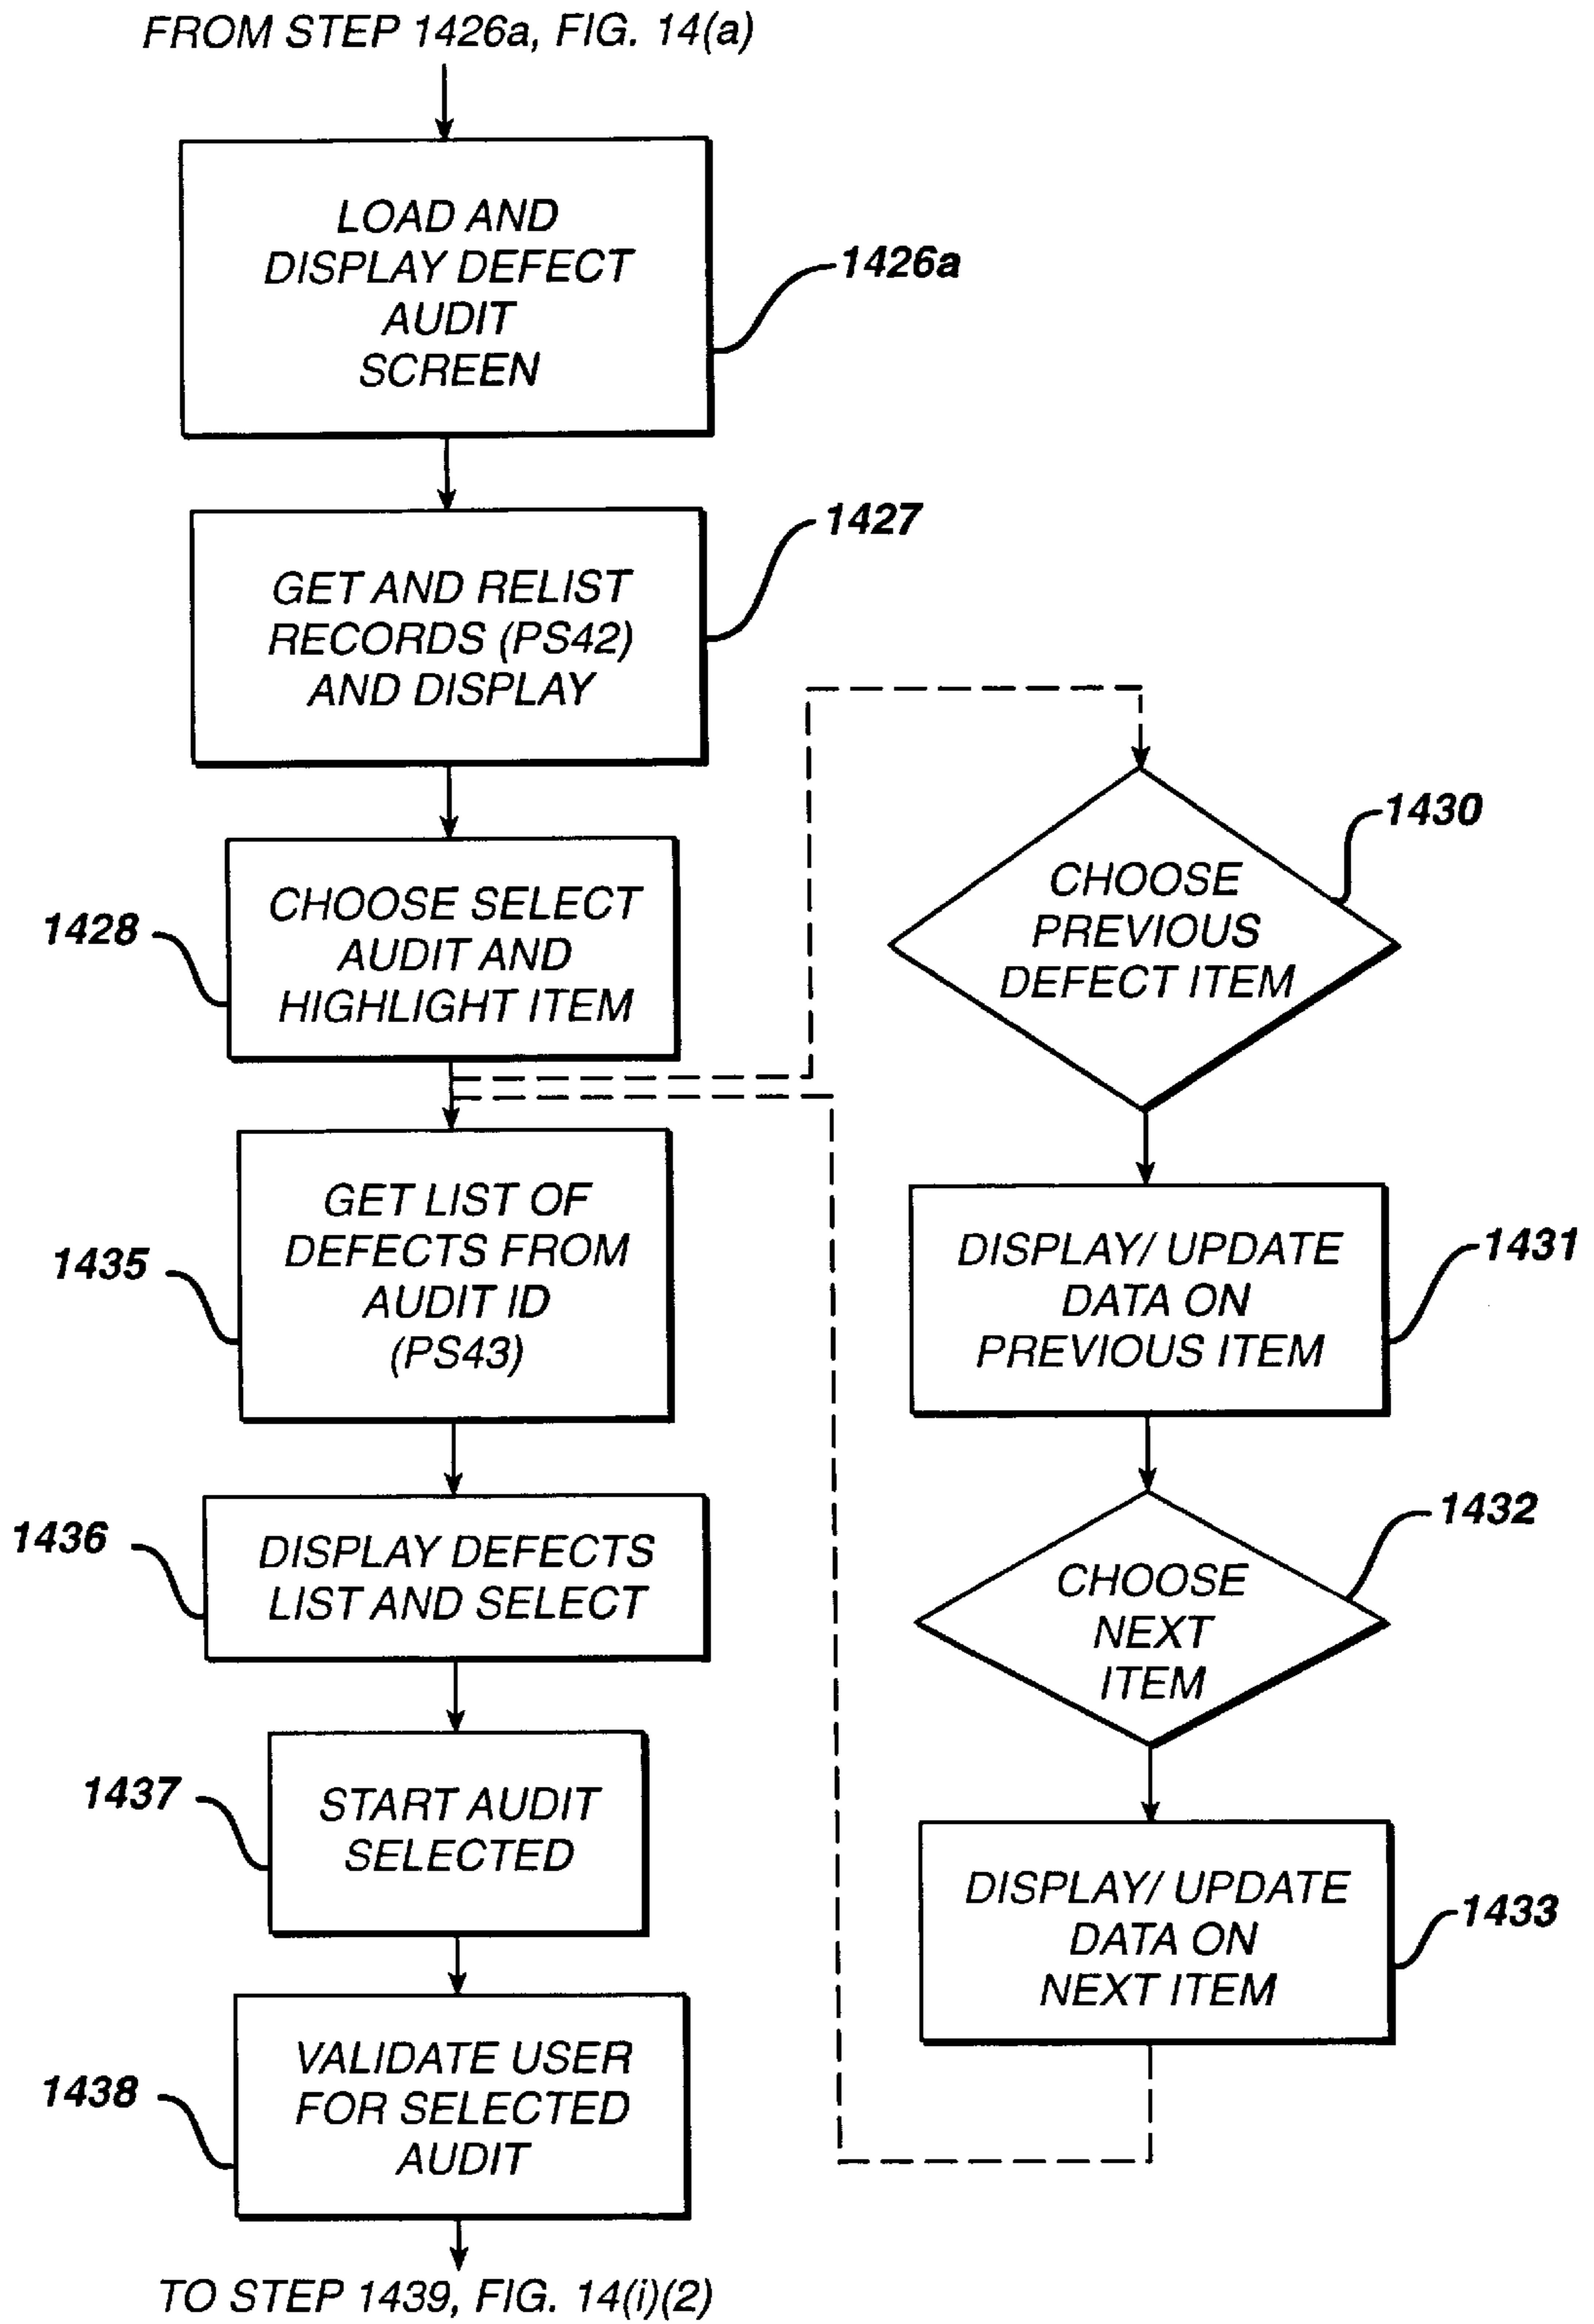 FROM STEP 1426a, FIG. 14(a)
LOAD AND
DISPLAY DEFECT
AUDIT
SCREEN
1426a
GET AND RELIST
RECORDS (PS42)
AND DISPLAY
1427
CHOOSE SELECT
AUDIT AND
HIGHLIGHT ITEM
1428
GET LIST OF
DEFECTS FROM
AUDIT ID
(PS43)
1435
DISPLAY DEFECTS
LIST AND SELECT
1436
START AUDIT
SELECTED
1437
VALIDATE USER
FOR SELECTED
AUDIT
1438
TO STEP 1439, FIG. 14(i)(2)
CHOOSE
PREVIOUS
DEFECT ITEM
1430
DISPLAY/ UPDATE
DATA ON
PREVIOUS ITEM
1431
CHOOSE
NEXT
ITEM
1432
DISPLAY/ UPDATE
DATA ON
NEXT ITEM
1433